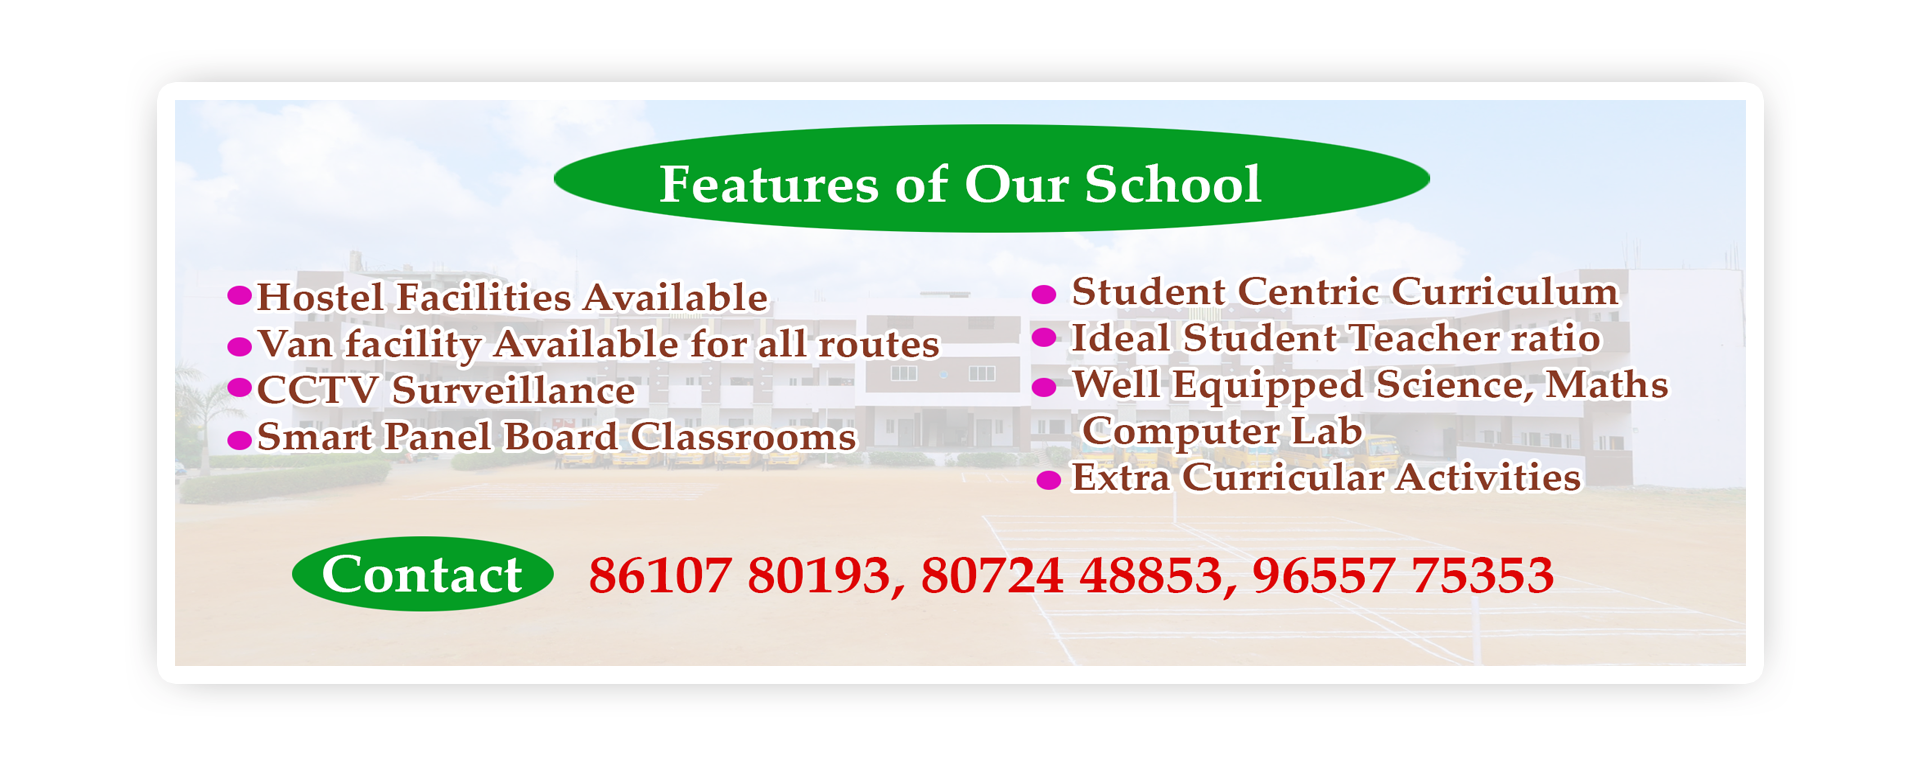 Features of Our School
Hostel Facilities Available
Van facility Available for all routes
CCTV Surveillance
Smart Panel Board Classrooms
Student Centric Curriculum
Ideal Student Teacher ratio
Well Equipped Science, Maths
Computer Lab
Extra Curricular Activities
Contact 86107 80193, 80724 48853, 96557 75353